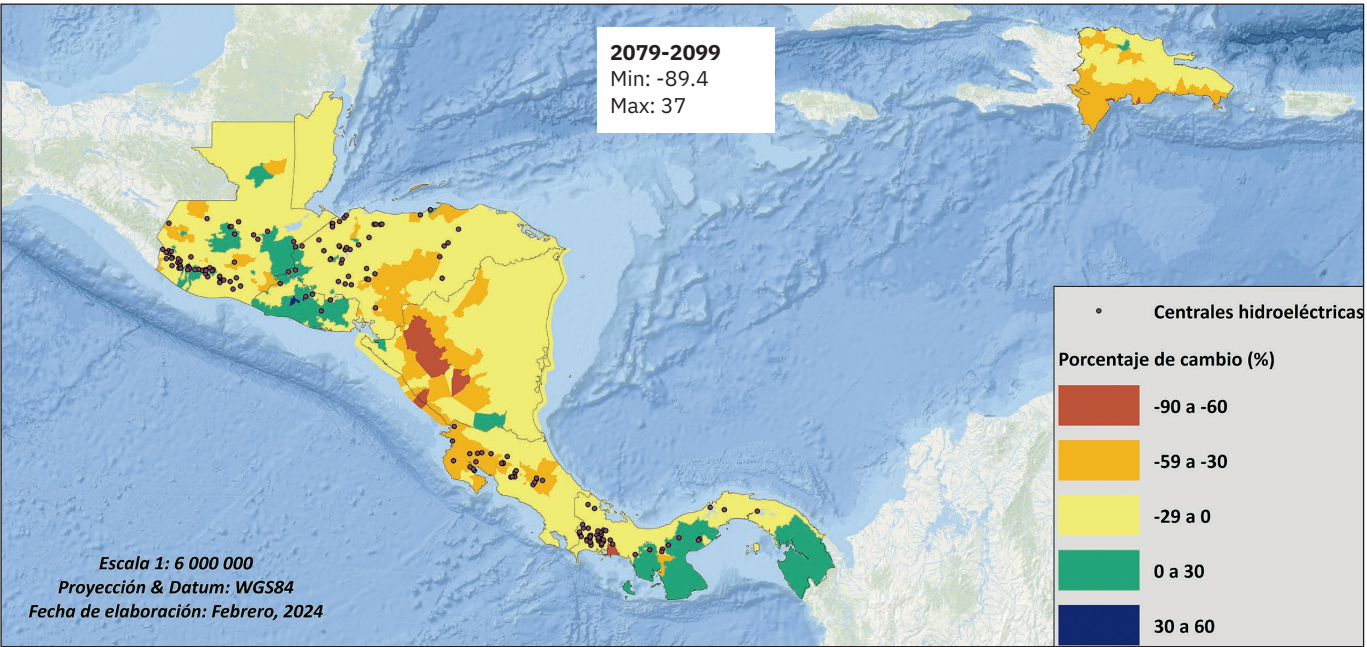 2079-2099
Min: -89.4
Max: 37
Centrales hidroeléctricas
Porcentaje de cambio (%)
-90 a -60
-59 a -30
-29 a 0
0 a 30
30 a 60
Escala 1: 6 000 000
Proyección & Datum: WGS84
Fecha de elaboración: Febrero, 2024